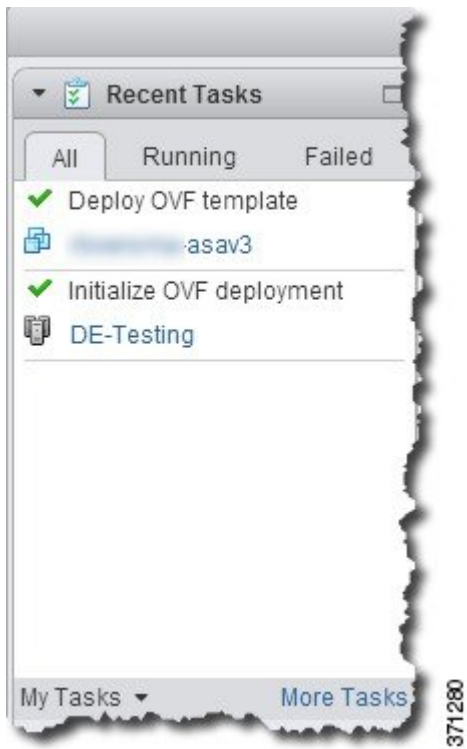 Recent Tasks
All Running Failed
Deploy OVF template
-asav3
Initialize OVF deployment
DE-Testing
My Tasks More Tasks
371280